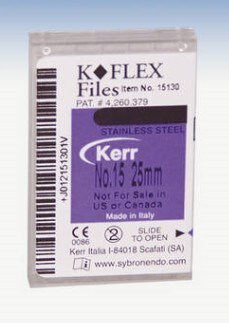 K◆FLEX
Files Item No. 15130
PAT. # 4,260,379
STAINLESS STEEL
Kerr
No.15 25mm
Not For Sale in
US or Canada
Made in Italy
CE 0086
2
SLIDE
TO OPEN
Kerr Italia I-84018 Scafati (SA)
www.sybronendo.com
+J012151301V